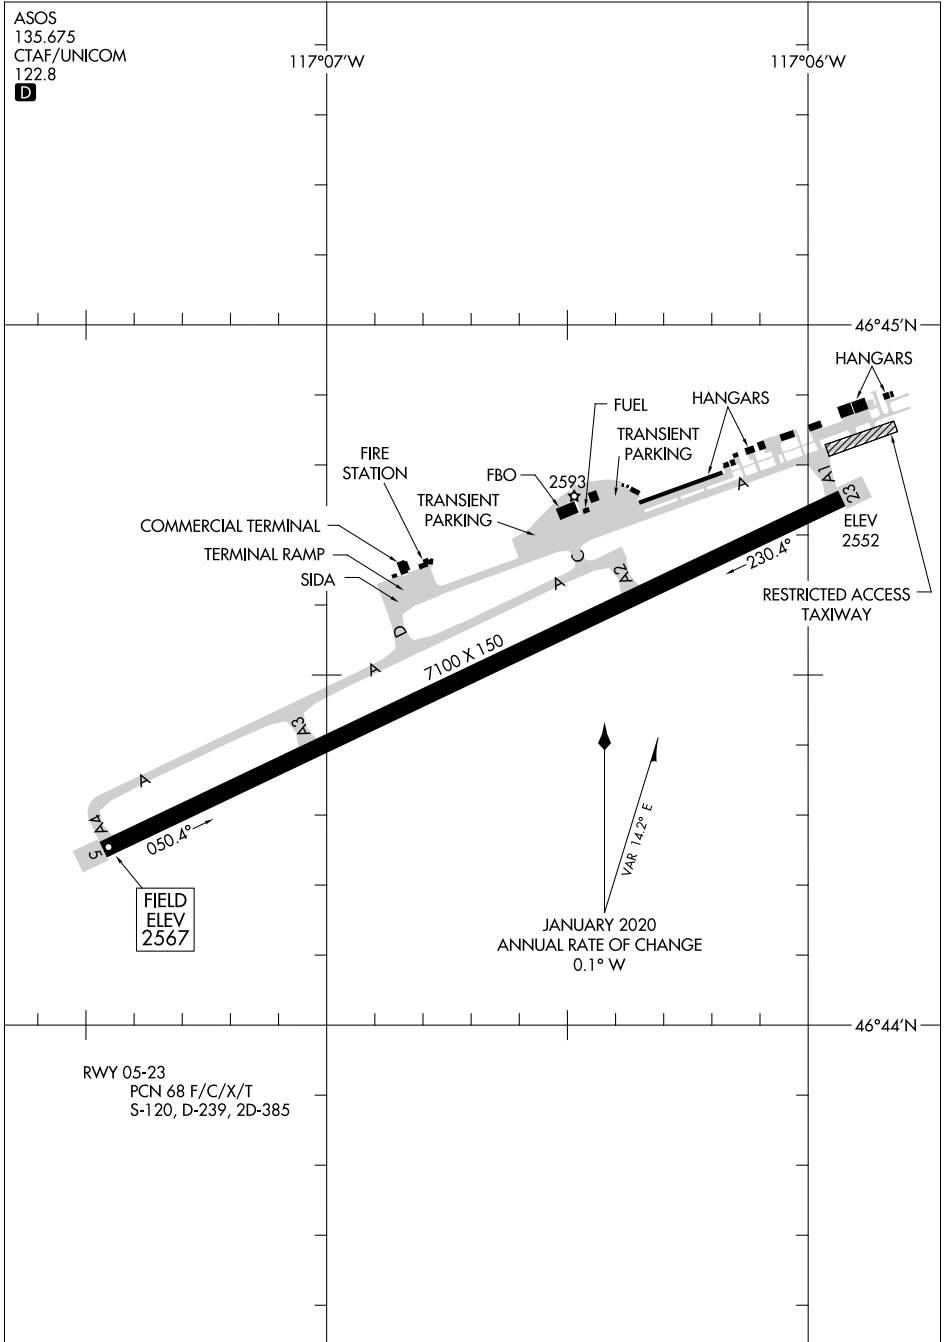 ASOS
135.675
CTAF/UNICOM
122.8
D
117°07'W
117°06'W
46°45'N
HANGARS
HANGARS
FUEL
TRANSIENT
PARKING
FIRE
STATION
FBO
2593
TRANSIENT
PARKING
A
A1
23
COMMERCIAL TERMINAL
ELEV
2552
TERMINAL RAMP
C
230.4°
SIDA
A
A2
RESTRICTED ACCESS
TAXIWAY
D
7100 X 150
A
A3
A
A4
050.4°
5
VAR 14.2° E
FIELD
ELEV
2567
JANUARY 2020
ANNUAL RATE OF CHANGE
0.1° W
46°44'N
RWY 05-23
PCN 68 F/C/X/T
S-120, D-239, 2D-385